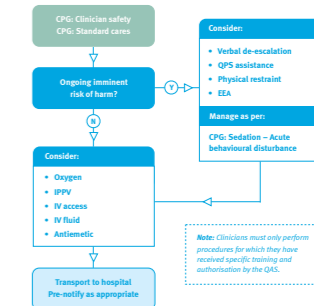 CPG: Clinician safety
CPG: Standard cares
Ongoing imminent
risk of harm?
Y
N
Consider:
• Verbal de-escalation
• QPS assistance
• Physical restraint
• EEA
Manage as per:
CPG: Sedation – Acute
behavioural disturbance
Consider:
• Oxygen
• IPPV
• IV access
• IV fluid
• Antiemetic
Note: Clinicians must only perform
procedures for which they have
received specific training and
authorisation by the QAS.
Transport to hospital
Pre-notify as appropriate